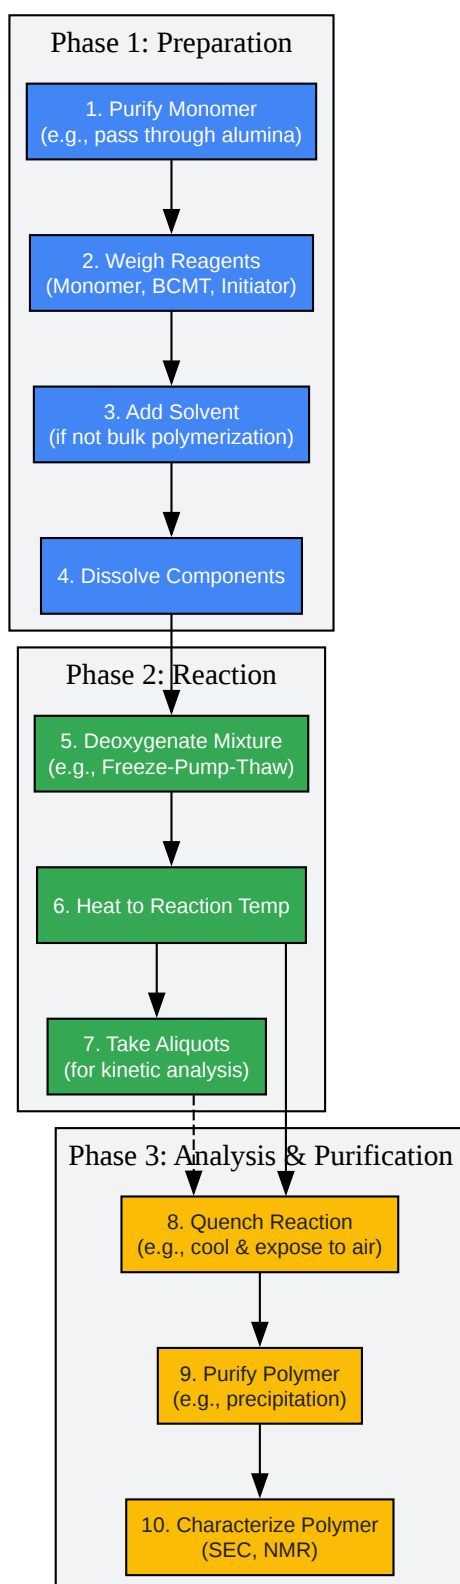 Phase 1: Preparation
1. Purify Monomer
(e.g., pass through alumina)
2. Weigh Reagents
(Monomer, BCMT, Initiator)
3. Add Solvent
(if not bulk polymerization)
4. Dissolve Components
Phase 2: Reaction
5. Deoxygenate Mixture
(e.g., Freeze-Pump-Thaw)
6. Heat to Reaction Temp
7. Take Aliquots
(for kinetic analysis)
Phase 3: Analysis & Purification
8. Quench Reaction
(e.g., cool & expose to air)
9. Purify Polymer
(e.g., precipitation)
10. Characterize Polymer
(SEC, NMR)